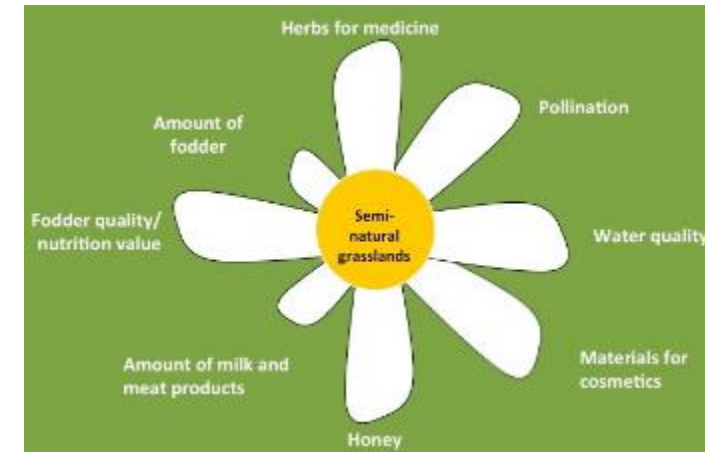 Herbs for medicine
Pollination
Amount of
fodder
Fodder quality/
nutrition value
Semi-
natural
grasslands
Water quality
Amount of milk and
meat products
Materials for
cosmetics
Honey